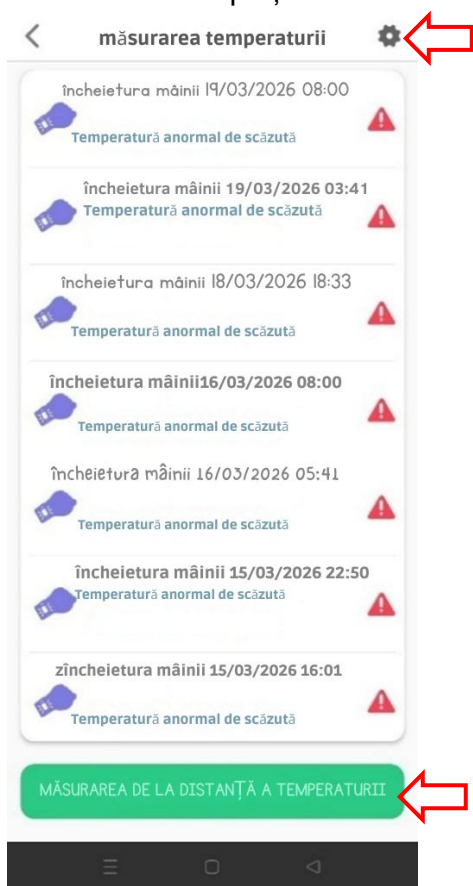 măsurarea temperaturii
încheietura mâinii 19/03/2026 08:00
Temperatură anormal de scăzută
încheietura mâinii 19/03/2026 03:41
Temperatură anormal de scăzută
încheietura mâinii 18/03/2026 18:33
Temperatură anormal de scăzută
încheietura mâinii16/03/2026 08:00
Temperatură anormal de scăzută
încheietura mâinii 16/03/2026 05:41
Temperatură anormal de scăzută
încheietura mâinii 15/03/2026 22:50
Temperatură anormal de scăzută
zîncheietura mâinii 15/03/2026 16:01
Temperatură anormal de scăzută
MĂSURAREA DE LA DISTANȚĂ A TEMPERATURII